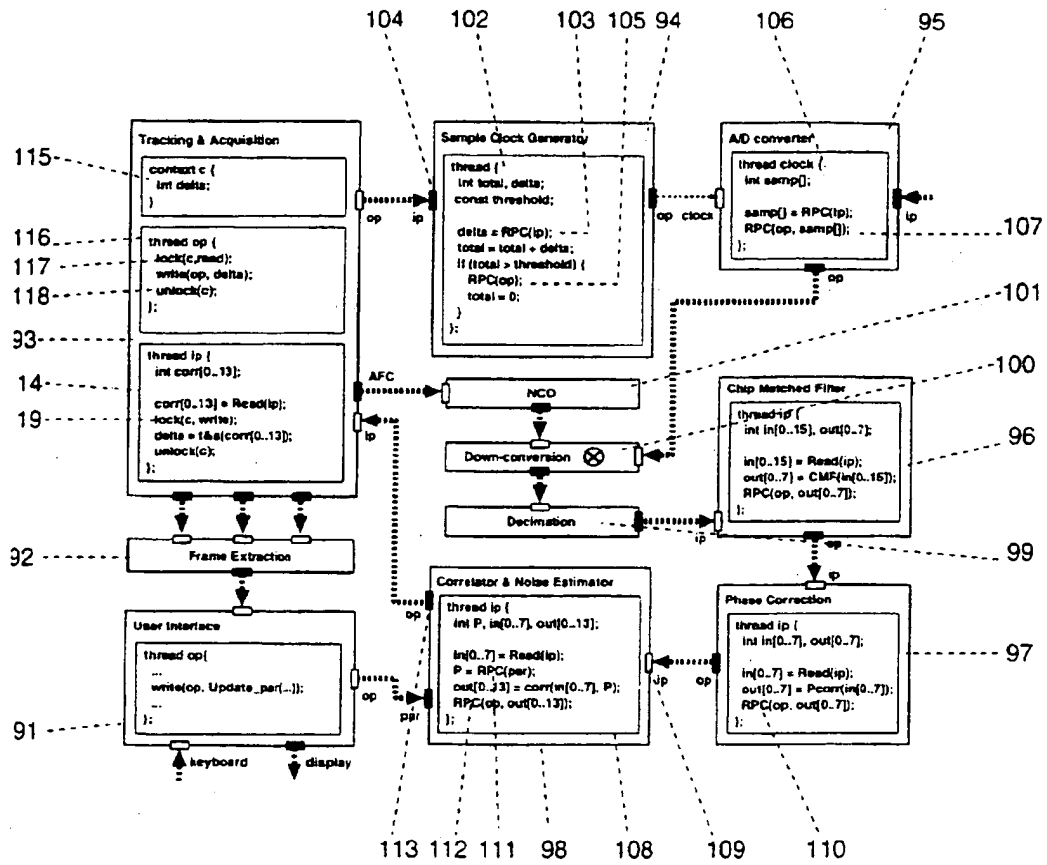 104 102 103 105 94 106 95
Tracking & Acquisition
115
context c {
int delta;
}
116
117
118
thread op {
lock(c,read);
write(op, delta);
unlock(c);
};
93
14
19
thread ip {
int corr[0..13];
corr[0..13] = Read(ip);
lock(c, write);
delta = t&a(corr[0..13]);
unlock(c);
};
op ip
AFC
ip
Sample Clock Generator
thread {
int total, delta;
const threshold;
delta = RPC(ip);
total = total + delta;
if (total > threshold) {
RPC(op);
total = 0;
}
};
op clock
A/D converter
thread clock {
int samp[];
samp[] = RPC(ip);
RPC(op, samp[]);
};
ip
op
107
101
100
NCO
Down-conversion
Decimation
ip
Chip Matched Filter
thread ip {
int in[0..15], out[0..7];
in[0..15] = Read(ip);
out[0..7] = CMF(in[0..15]);
RPC(op, out[0..7]);
};
96
99
op
ip
92
Frame Extraction
User Interface
thread op{
...
write(op, Update_par(...));
...
};
91
op
par
keyboard
display
op
Correlator & Noise Estimator
thread ip {
int P, in[0..7], out[0..13];
in[0..7] = Read(ip);
P = RPC(par);
out[0..13] = corr(in[0..7], P);
RPC(op, out[0..13]);
};
ip op
Phase Correction
thread ip {
int in[0..7], out[0..7];
in[0..7] = Read(ip);
out[0..7] = Pcorr(in[0..7]);
RPC(op, out[0..7]);
};
97
113 112 111 98 108 109 110